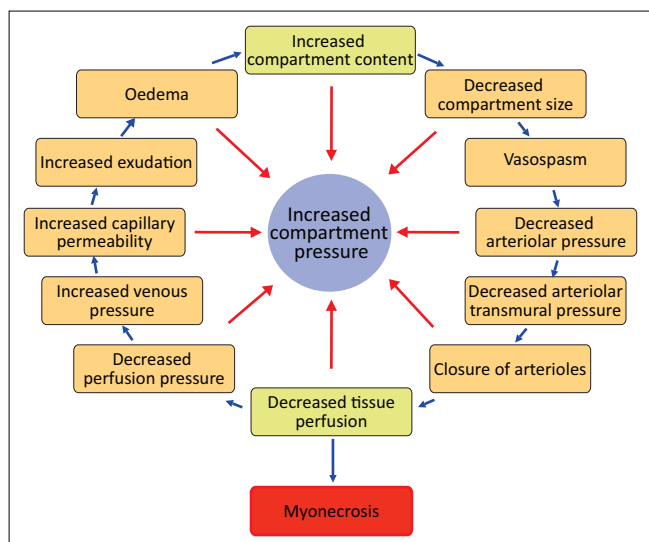 Increased
compartment content
Decreased
compartment size
Vasospasm
Decreased
arteriolar pressure
Decreased arteriolar
transmural pressure
Closure of arterioles
Decreased tissue
perfusion
Myonecrosis
Decreased
perfusion pressure
Increased venous
pressure
Increased capillary
permeability
Increased exudation
Oedema
Increased
compartment
pressure